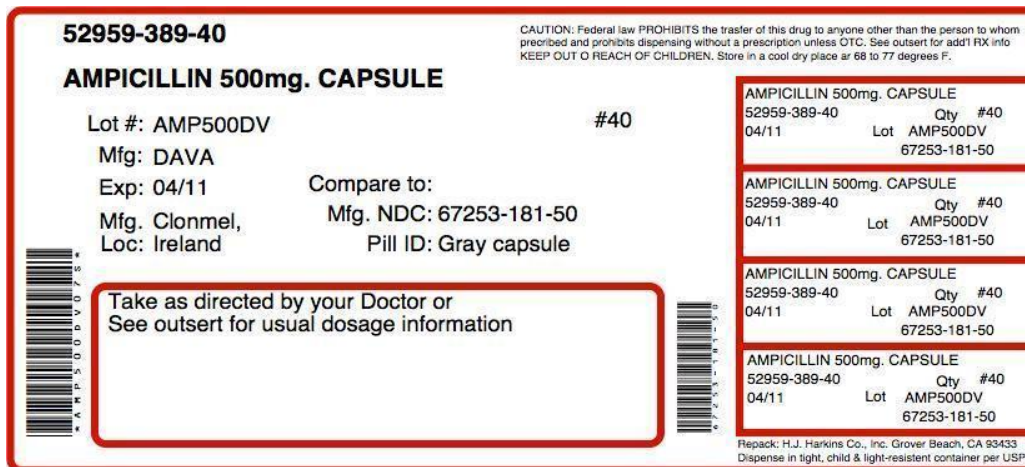 52959-389-40
CAUTION: Federal law PROHIBITS the trasfer of this drug to anyone other than the person to whom
precribed and prohibits dispensing without a prescription unless OTC. See outsert for add'l RX info
KEEP OUT O REACH OF CHILDREN. Store in a cool dry place ar 68 to 77 degrees F.
AMPICILLIN 500mg. CAPSULE
Lot #: AMP500DV #40
Mfg: DAVA
Exp: 04/11 Compare to:
Mfg. Clonmel, Mfg. NDC: 67253-181-50
Loc: Ireland Pill ID: Gray capsule
*AMP500DV075*
Take as directed by your Doctor or
See outsert for usual dosage information
67253-181-50
AMPICILLIN 500mg. CAPSULE
52959-389-40 Qty #40
04/11 Lot AMP500DV
67253-181-50
AMPICILLIN 500mg. CAPSULE
52959-389-40 Qty #40
04/11 Lot AMP500DV
67253-181-50
AMPICILLIN 500mg. CAPSULE
52959-389-40 Qty #40
04/11 Lot AMP500DV
67253-181-50
AMPICILLIN 500mg. CAPSULE
52959-389-40 Qty #40
04/11 Lot AMP500DV
67253-181-50
Repack: H.J. Harkins Co., Inc. Grover Beach, CA 93433
Dispense in tight, child & light-resistent container per USP